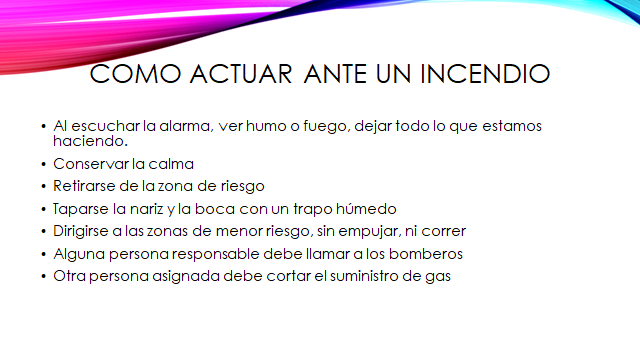 COMO ACTUAR ANTE UN INCENDIO
• Al escuchar la alarma, ver humo o fuego, dejar todo lo que estamos
haciendo.
• Conservar la calma
• Retirarse de la zona de riesgo
• Taparse la nariz y la boca con un trapo húmedo
• Dirigirse a las zonas de menor riesgo, sin empujar, ni correr
• Alguna persona responsable debe llamar a los bomberos
• Otra persona asignada debe cortar el suministro de gas